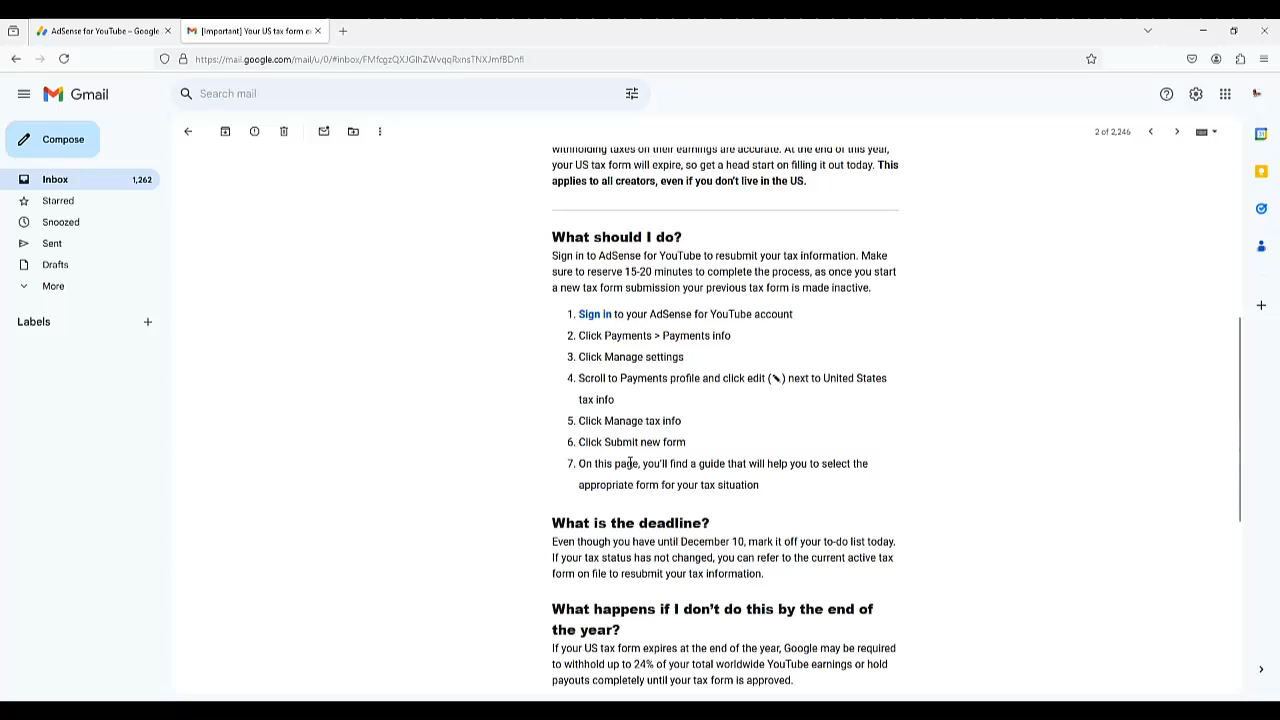 AdSense for YouTube – Google
[Important] Your US tax form e
https://mail.google.com/mail/u/0/#inbox/
Gmail
Search mail
Compose
2 of 2,246
Inbox 1,262
Starred
Snoozed
Sent
Drafts
More
Labels
withholding taxes on their earnings are accurate. At the end of this year,
your US tax form will expire, so get a head start on filling it out today. This
applies to all creators, even if you don't live in the US.
What should I do?
Sign in to AdSense for YouTube to resubmit your tax information. Make
sure to reserve 15-20 minutes to complete the process, as once you start
a new tax form submission your previous tax form is made inactive.
1. Sign in to your AdSense for YouTube account
2. Click Payments > Payments info
3. Click Manage settings
4. Scroll to Payments profile and click edit (✎) next to United States
tax info
5. Click Manage tax info
6. Click Submit new form
7. On this page, you'll find a guide that will help you to select the
appropriate form for your tax situation
What is the deadline?
Even though you have until December 10, mark it off your to-do list today.
If your tax status has not changed, you can refer to the current active tax
form on file to resubmit your tax information.
What happens if I don't do this by the end of
the year?
If your US tax form expires at the end of the year, Google may be required
to withhold up to 24% of your total worldwide YouTube earnings or hold
payouts completely until your tax form is approved.